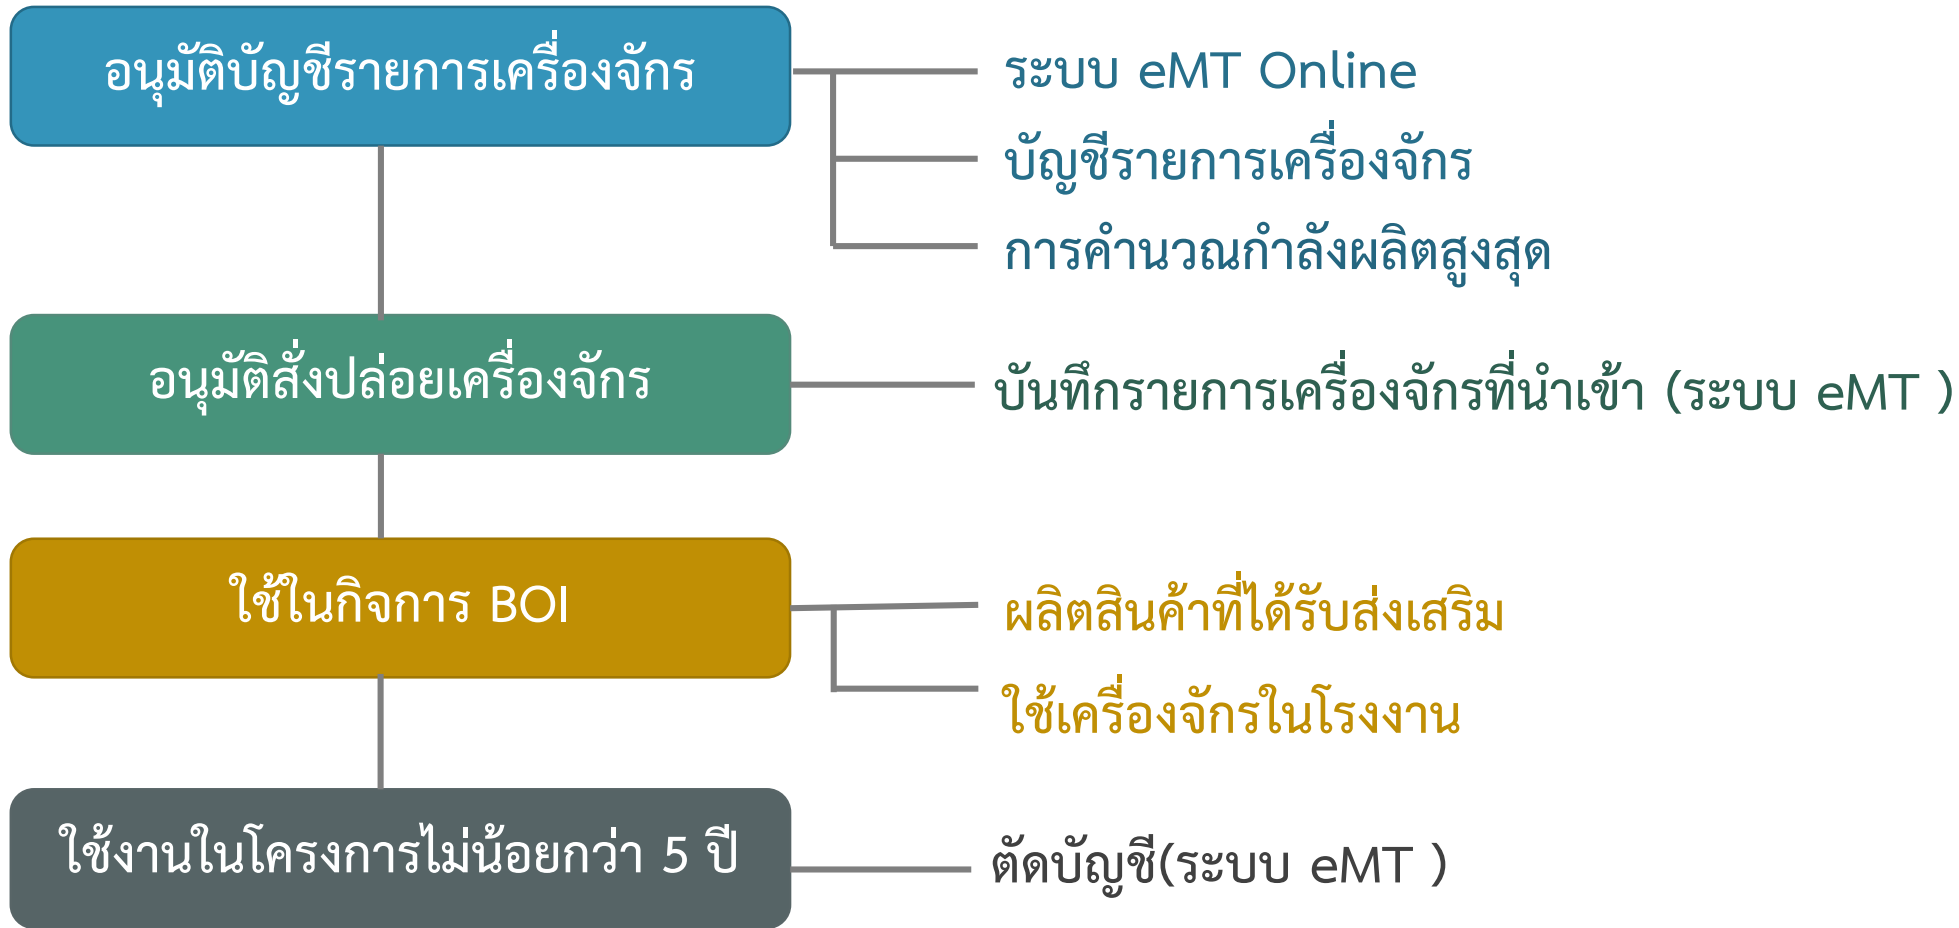 อนุมัติบัญชีรายการเครื่องจักร
ระบบ eMT Online
บัญชีรายการเครื่องจักร
การคำนวณกำลังผลิตสูงสุด
อนุมัติสั่งปล่อยเครื่องจักร
บันทึกรายการเครื่องจักรที่นำเข้า (ระบบ eMT )
ใช้ในกิจการ BOI
ผลิตสินค้าที่ได้รับส่งเสริม
ใช้เครื่องจักรในโรงงาน
ใช้งานในโครงการไม่น้อยกว่า 5 ปี
ตัดบัญชี(ระบบ eMT )